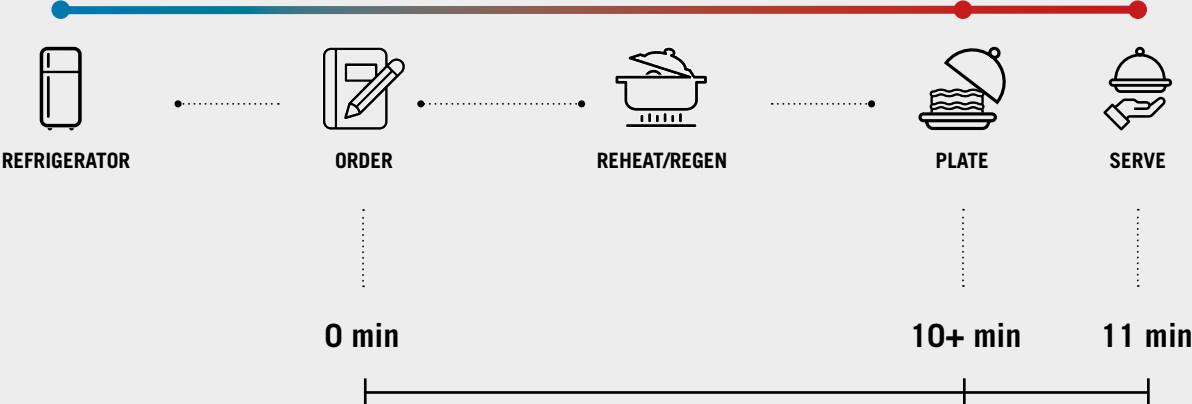 REFRIGERATOR ORDER REHEAT/REGEN PLATE SERVE
0 min 10+ min 11 min